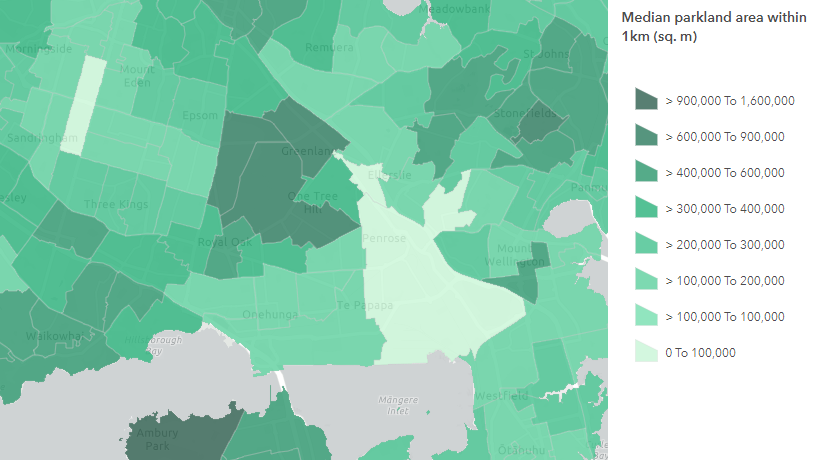 Meadowbank
Morningside
Remuera
St Johns
Mount
Eden
Epsom
Stonefields
Sandringham
Greenlane
Ellerslie
One Tree
Hill
Three Kings
Royal Oak
Penrose
Mount
Wellington
Te Papapa
Onehunga
Hillsborough
Bay
Westfield
Māngere
Inlet
Ambury
Park
Ōtāhuhu
Median parkland area within
1km (sq. m)
> 900,000 To 1,600,000
> 600,000 To 900,000
> 400,000 To 600,000
> 300,000 To 400,000
> 200,000 To 300,000
> 100,000 To 200,000
> 100,000 To 100,000
0 To 100,000